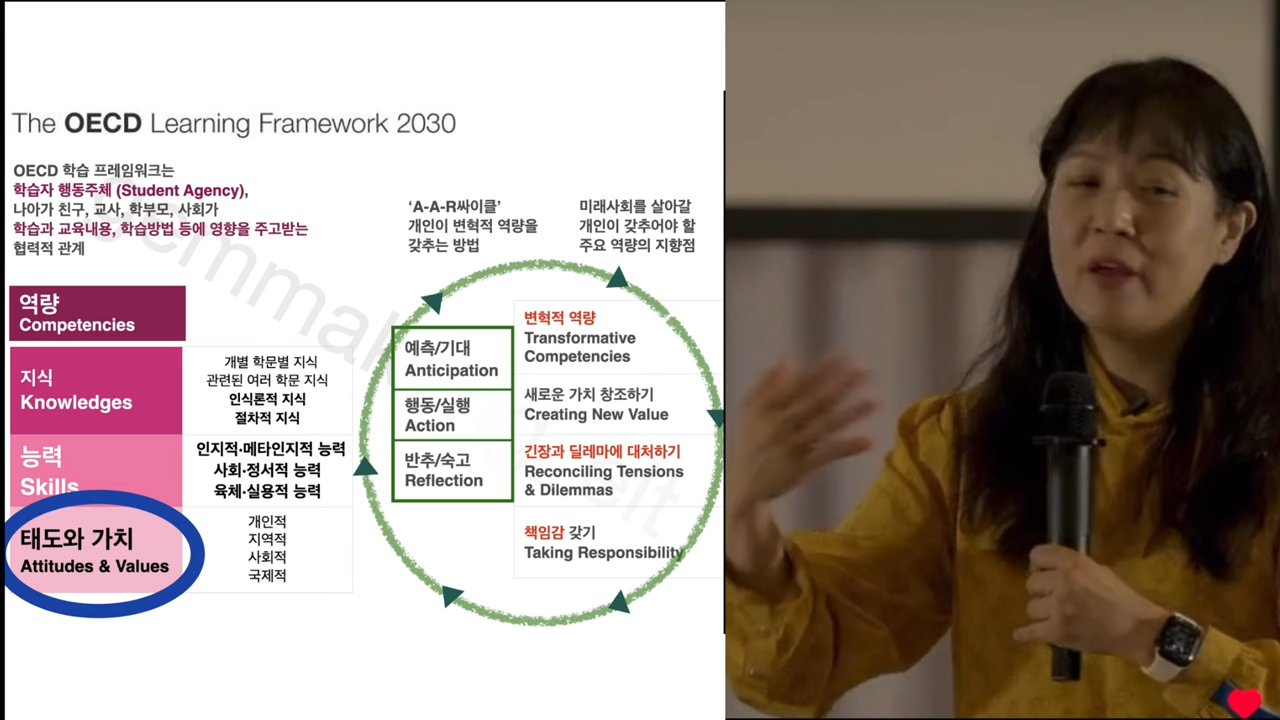 The OECD Learning Framework 2030
OECD 학습 프레임워크는
학습자 행동주체 (Student Agency),
나아가 친구, 교사, 학부모, 사회가
학습과 교육내용, 학습방법 등에 영향을 주고받는
협력적 관계
'A-A-R싸이클'
개인이 변혁적 역량을
갖추는 방법
미래사회를 살아갈
개인이 갖추어야 할
주요 역량의 지향점
역량
Competencies
지식
Knowledges
개별 학문별 지식
관련된 여러 학문 지식
인식론적 지식
절차적 지식
능력
Skills
인지적·메타인지적 능력
사회·정서적 능력
육체·실용적 능력
태도와 가치
Attitudes & Values
개인적
지역적
사회적
국제적
예측/기대
Anticipation
행동/실행
Action
반추/숙고
Reflection
변혁적 역량
Transformative
Competencies
새로운 가치 창조하기
Creating New Value
긴장과 딜레마에 대처하기
Reconciling Tensions
& Dilemmas
책임감 갖기
Taking Responsibility